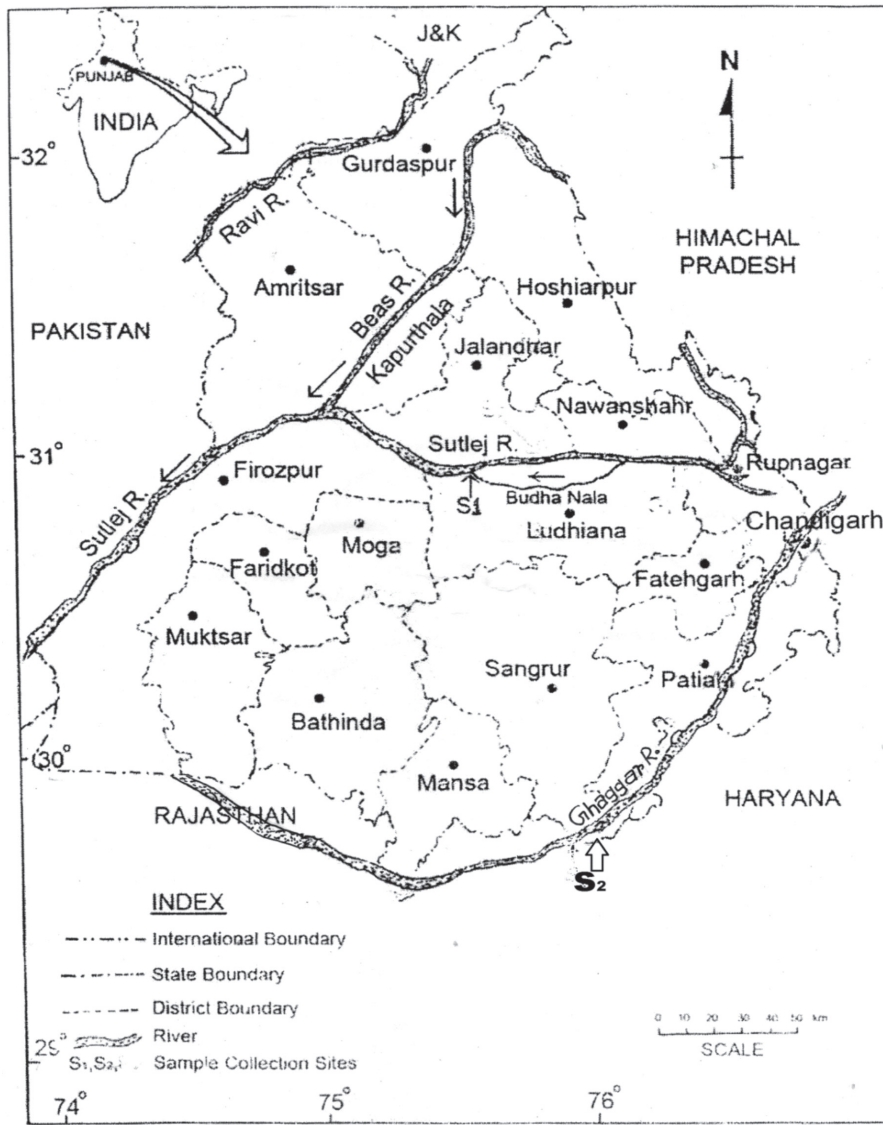 J&K
PUNJAB
INDIA
N
32°
Gurdaspur
Ravi R.
HIMACHAL
PRADESH
Amritsar
Beas R.
Hoshiarpur
PAKISTAN
Kapurthala
Jalandhar
Nawanshahr
31°
Sutlej R.
Firozpur
Rupnagar
S1
Budha Nala
Sutlej R.
Ludhiana
Chandigarh
Moga
Faridkot
Fatehgarh
Muktsar
Sangrur
Patiala
Bathinda
30°
Mansa
Ghaggar R.
RAJASTHAN
HARYANA
S2
INDEX
International Boundary
State Boundary
District Boundary
River
29°
S1,S2, Sample Collection Sites
0 10 20 30 40 50 km
SCALE
74° 75° 76°